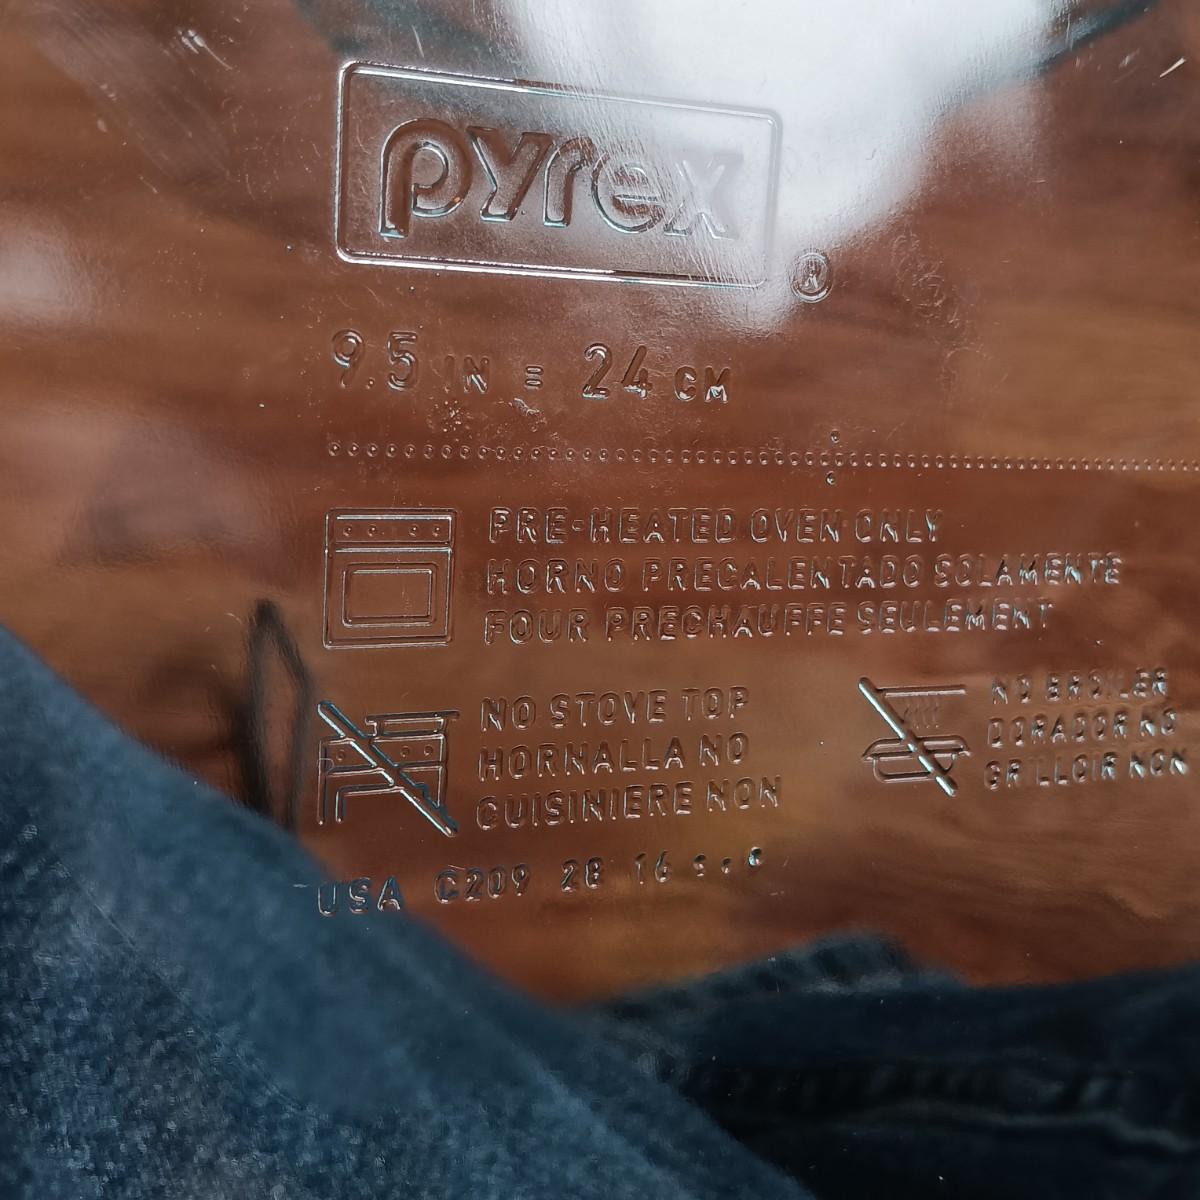 pyrex
®
9.5 IN = 24 CM
PRE-HEATED OVEN ONLY
HORNO PRECALENTADO SOLAMENTE
FOUR PRECHAUFFE SEULEMENT
NO STOVE TOP
HORNALLA NO
CUISINIERE NON
NO BROILER
DORADOR NO
GRILLOIR NON
USA C209 28 16